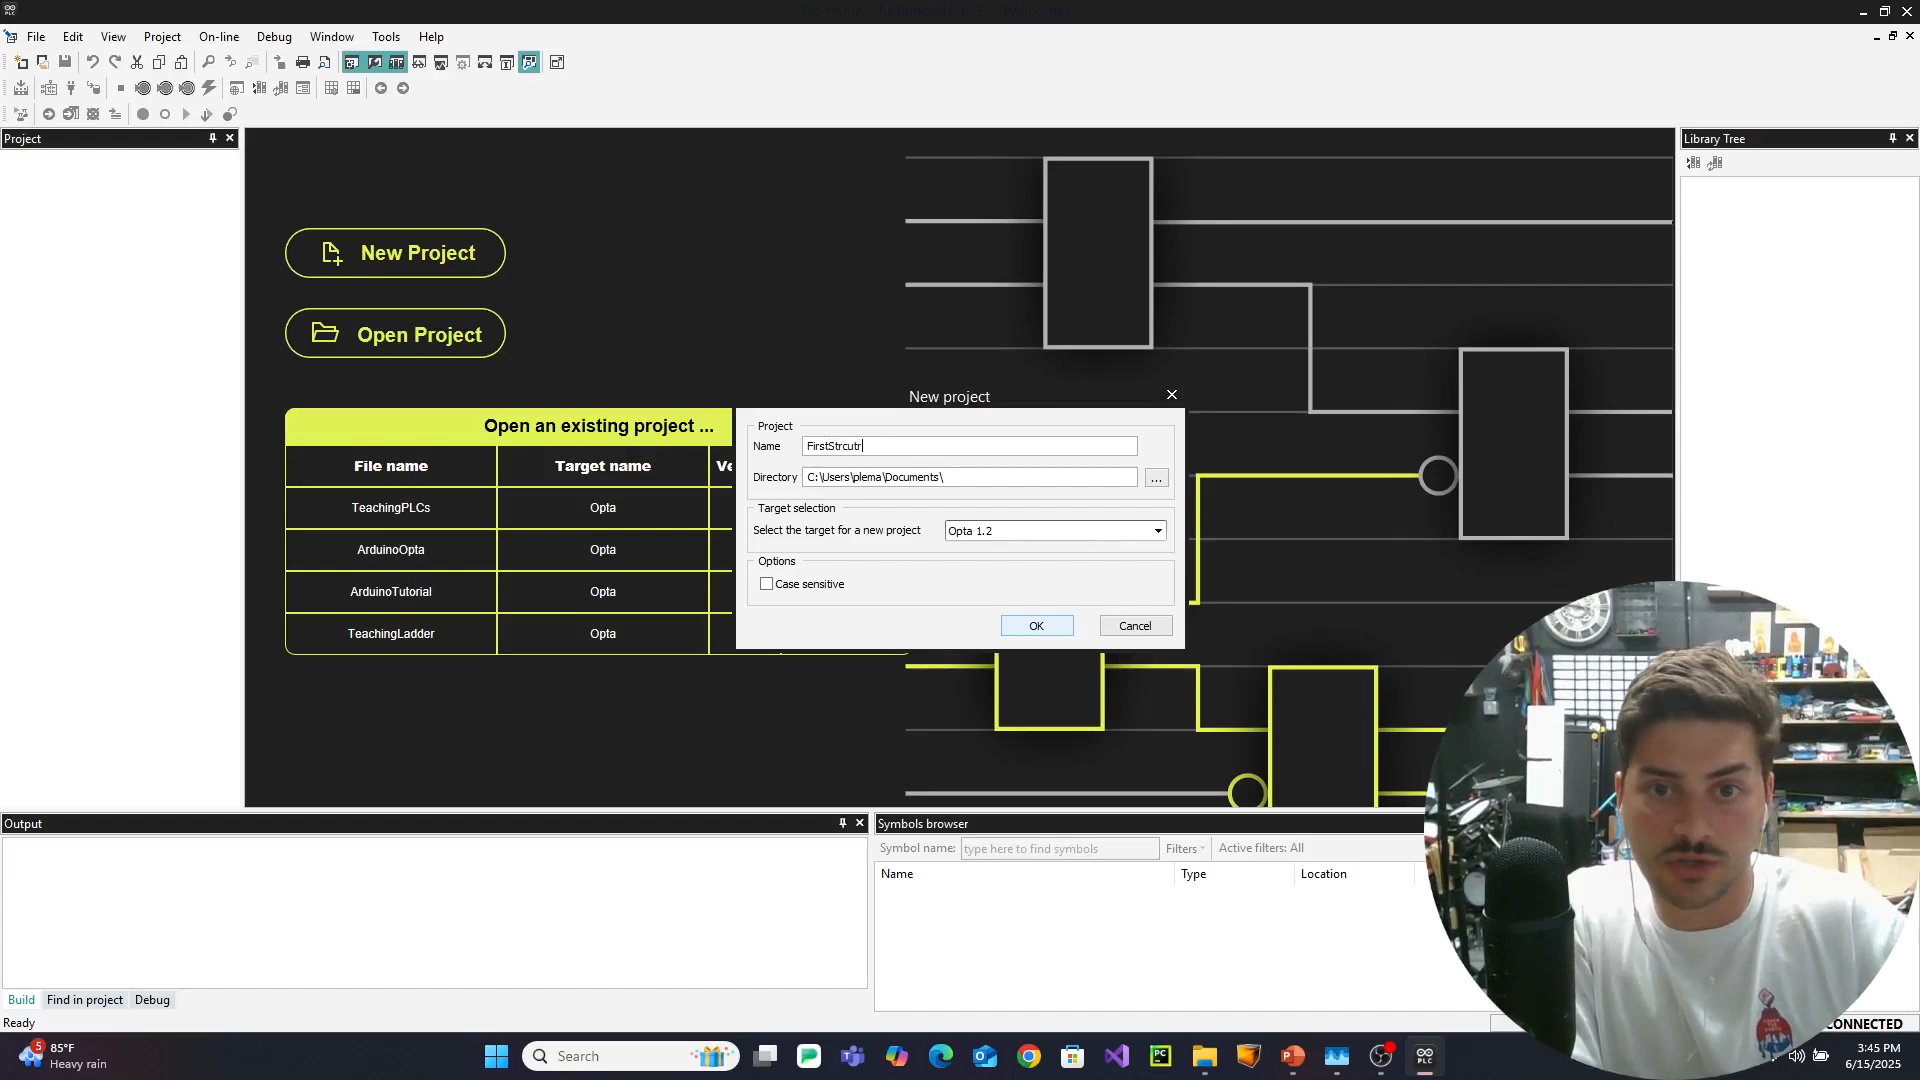 PLC
File Edit View Project On-line Debug Window Tools Help
Project
Library Tree
New Project
Open Project
Open an existing project ...
File name Target name Ve
TeachingPLCs Opta
ArduinoOpta Opta
ArduinoTutorial Opta
TeachingLadder Opta
New project
Project
Name FirstStrcutr
Directory C:\Users\plema\Documents\ ...
Target selection
Select the target for a new project Opta 1.2
Options
Case sensitive
OK Cancel
Output
Symbols browser
Symbol name: type here to find symbols Filters Active filters: All
Name Type Location
Build Find in project Debug
Ready
CONNECTED
5
85°F
Heavy rain
Search
PC
PLC
3:45 PM
6/15/2025